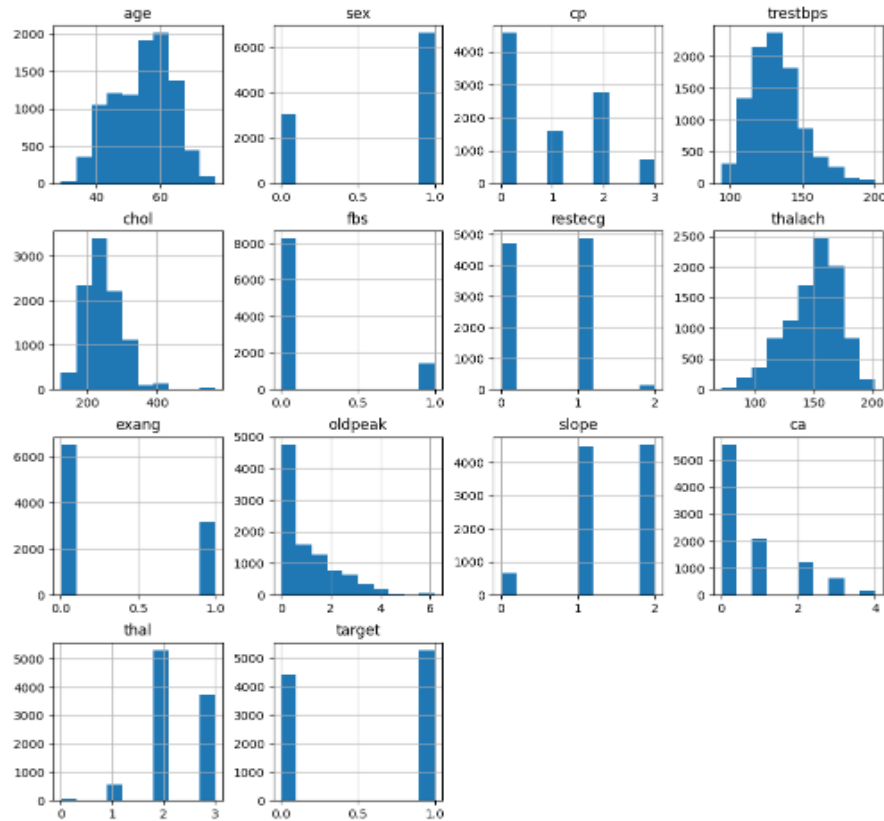 age sex cp trestbps
2000 1500 1000 500 0
40 60
6000 4000 2000 0
0.0 0.5 1.0
4000 3000 2000 1000 0
0 1 2 3
2000 1500 1000 500 0
100 150 200
chol fbs restecg thalach
3000 2000 1000 0
200 400
8000 6000 4000 2000 0
0.0 0.5 1.0
5000 4000 3000 2000 1000 0
0 1 2
2500 2000 1500 1000 500 0
100 150 200
exang oldpeak slope ca
6000 4000 2000 0
0.0 0.5 1.0
5000 4000 3000 2000 1000 0
0 2 4 6
4000 3000 2000 1000 0
0 1 2
5000 4000 3000 2000 1000 0
0 2 4
thal target
5000 4000 3000 2000 1000 0
0 1 2 3
5000 4000 3000 2000 1000 0
0.0 0.5 1.0